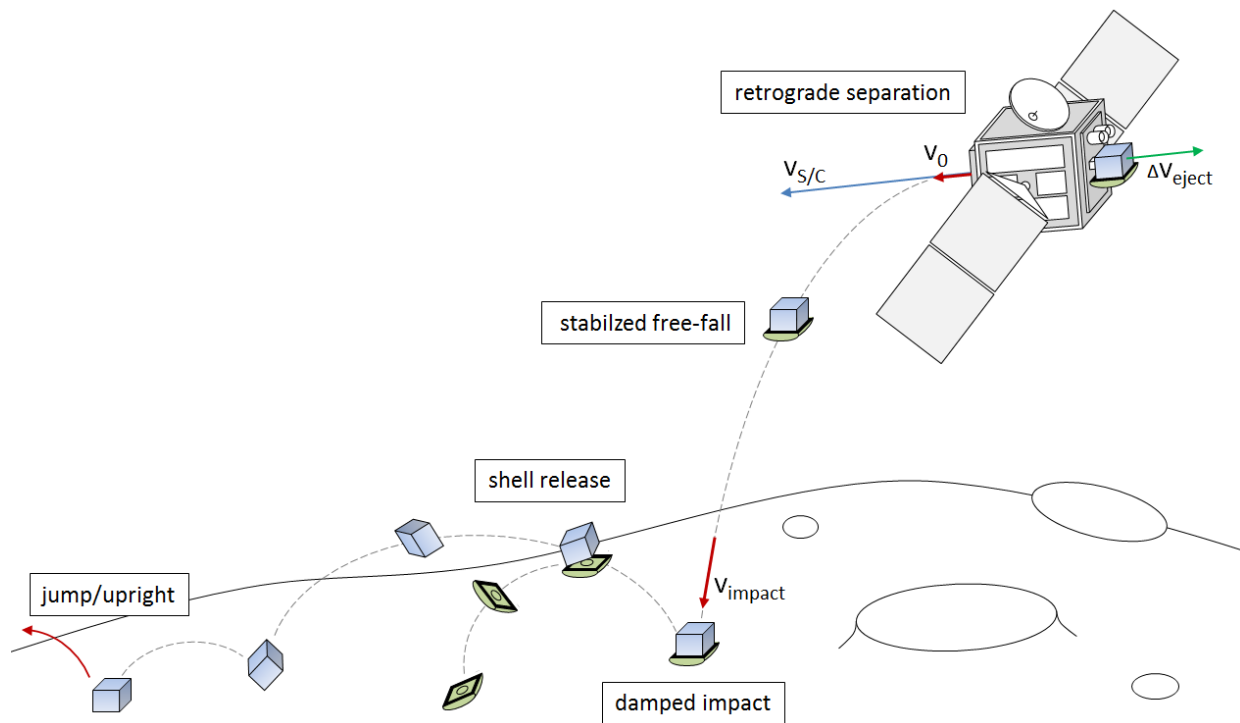 retrograde separation
V0
VS/C
ΔVeject
stabilzed free-fall
shell release
Vimpact
jump/upright
damped impact